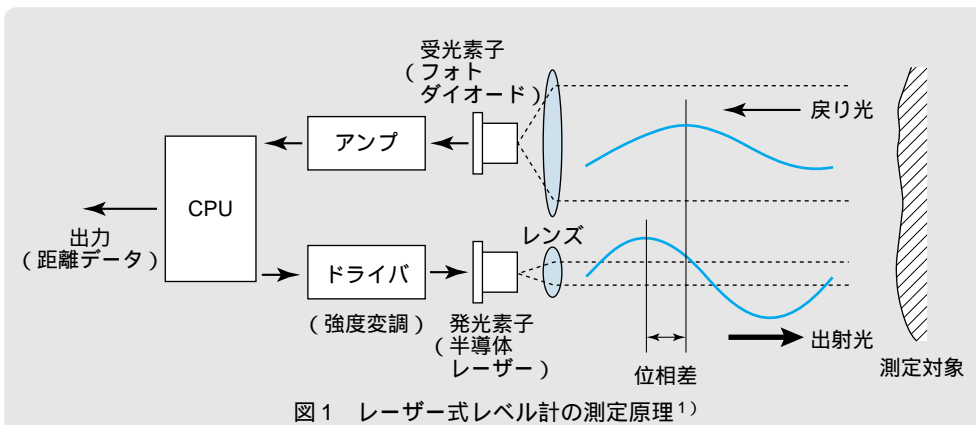 受光素子
(フォト
ダイオード)
戻り光
アンプ
CPU
出力
(距離データ)
レンズ
ドライバ
(強度変調)
発光素子
(半導体
レーザー)
位相差
出射光
測定対象
図1 レーザー式レベル計の測定原理1)